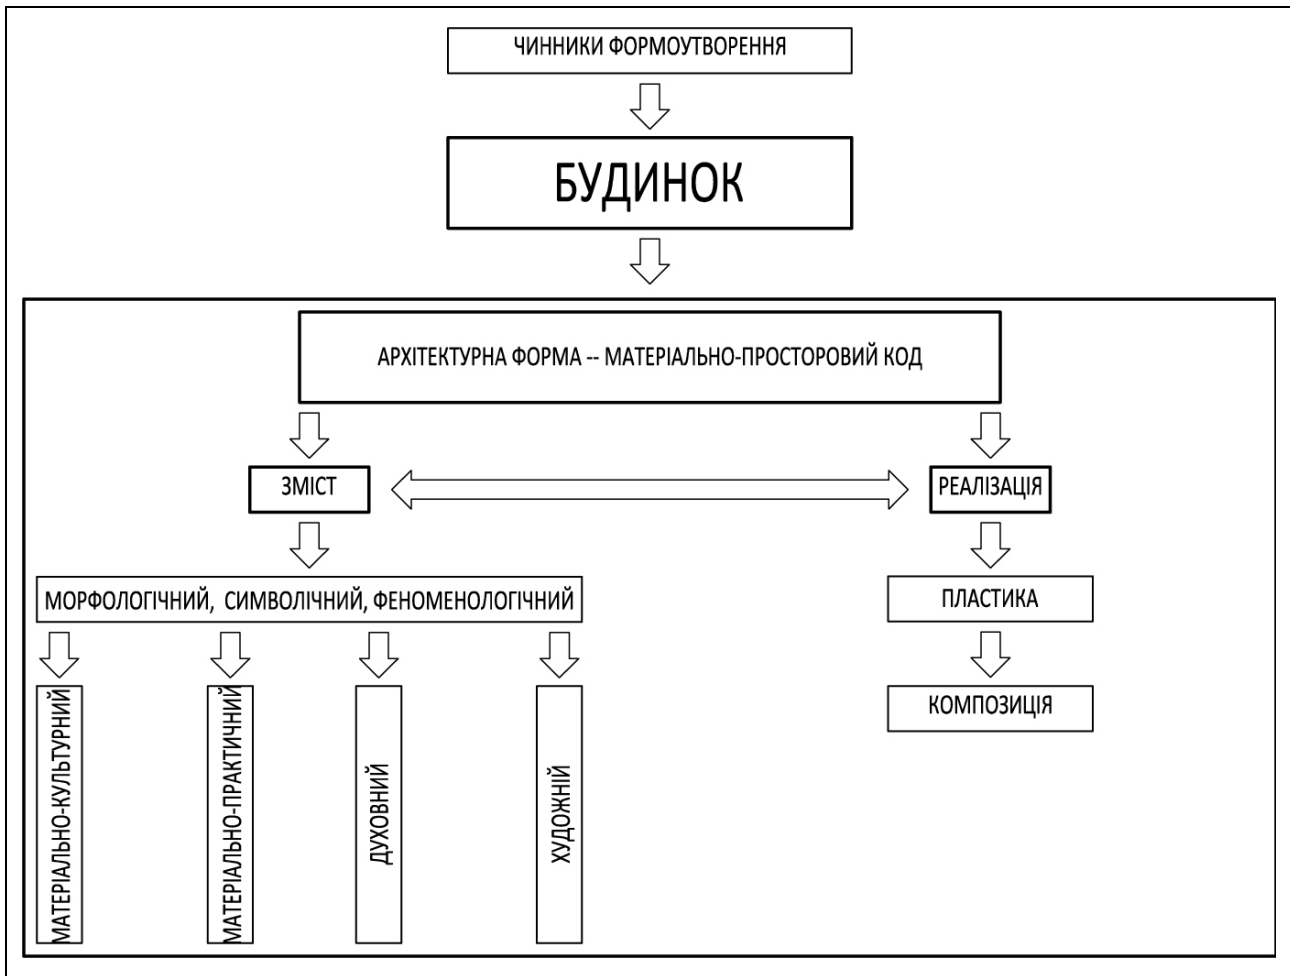 ЧИННИКИ ФОРМОУТВОРЕННЯ
БУДИНОК
АРХІТЕКТУРНА ФОРМА -- МАТЕРІАЛЬНО-ПРОСТОРОВИЙ КОД
ЗМІСТ
РЕАЛІЗАЦІЯ
МОРФОЛОГІЧНИЙ, СИМВОЛІЧНИЙ, ФЕНОМЕНОЛОГІЧНИЙ
ПЛАСТИКА
КОМПОЗИЦІЯ
МАТЕРІАЛЬНО-КУЛЬТУРНИЙ
МАТЕРІАЛЬНО-ПРАКТИЧНИЙ
ДУХОВНИЙ
ХУДОЖНІЙ